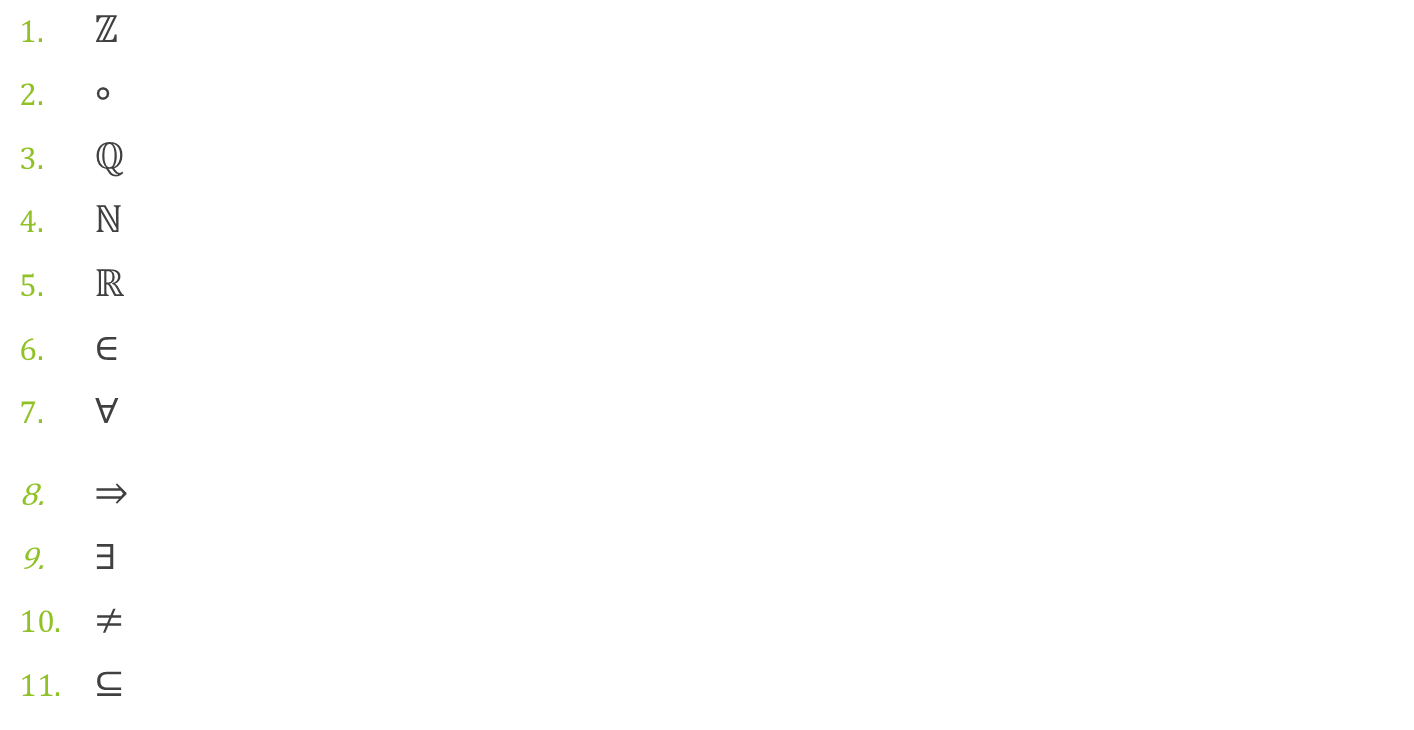 1. ℤ
2. ∘
3. ℚ
4. ℕ
5. ℝ
6. ∈
7. ∀
8. ⇒
9. ∃
10. ≠
11. ⊆